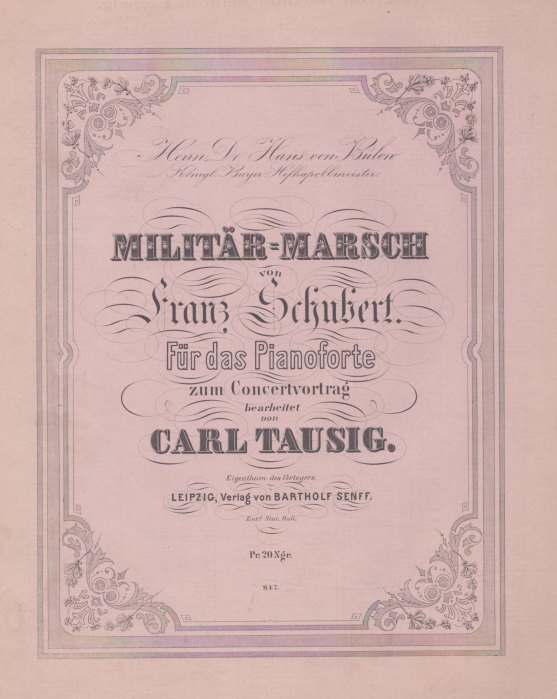 Herrn Dr. Hans von Bülow
Königl. Bayer. Hofkapellmeister.
MILITÄR=MARSCH
von
Franz Schubert.
Für das Pianoforte
zum Concertvortrag
bearbeitet
von
CARL TAUSIG.
Eigenthum des Verlegers.
LEIPZIG, Verlag von BARTHOLF SENFF.
Entd. Stat. Hall.
Pr. 20 Ngr.
847.